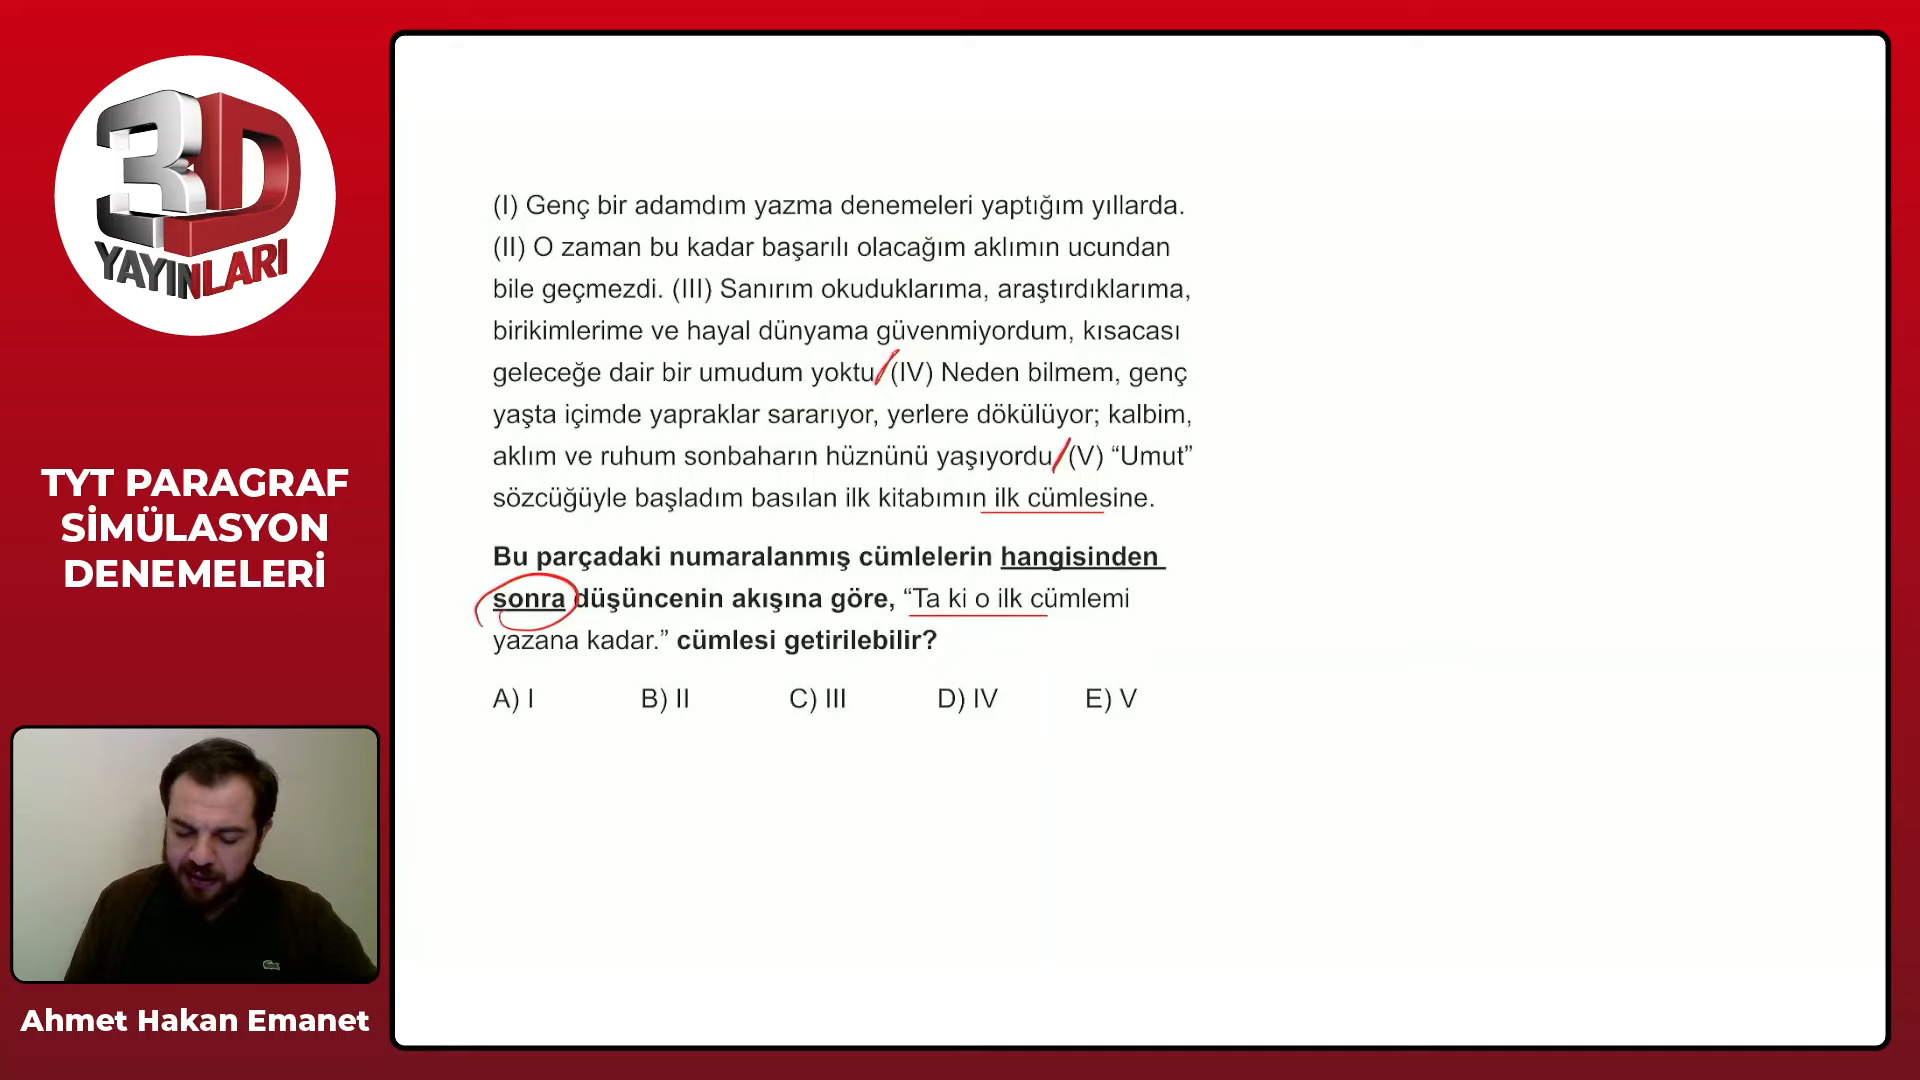 3D
YAYINLARI
TYT PARAGRAF
SİMÜLASYON
DENEMELERİ
Ahmet Hakan Emanet
(I) Genç bir adamdım yazma denemeleri yaptığım yıllarda.
(II) O zaman bu kadar başarılı olacağım aklımın ucundan
bile geçmezdi. (III) Sanırım okuduklarıma, araştırdıklarıma,
birikimlerime ve hayal dünyama güvenmiyordum, kısacası
geleceğe dair bir umudum yoktu. (IV) Neden bilmem, genç
yaşta içimde yapraklar sararıyor, yerlere dökülüyor; kalbim,
aklım ve ruhum sonbaharın hüznünü yaşıyordu. (V) “Umut”
sözcüğüyle başladım basılan ilk kitabımın ilk cümlesine.
Bu parçadaki numaralanmış cümlelerin hangisinden
sonra düşüncenin akışına göre, “Ta ki o ilk cümlemi
yazana kadar.” cümlesi getirilebilir?
A) I B) II C) III D) IV E) V